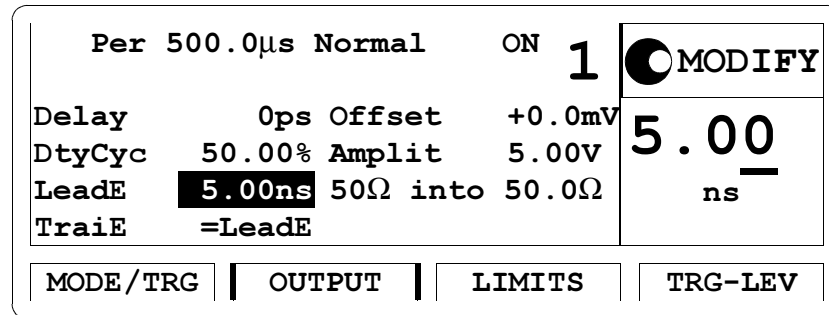 Per 500.0µs Normal ON 1
MODIFY
Delay 0ps Offset +0.0mV
DtyCyc 50.00% Amplit 5.00V
LeadE 5.00ns 50Ω into 50.0Ω
TraiE =LeadE
5.00
ns
MODE/TRG OUTPUT LIMITS TRG-LEV